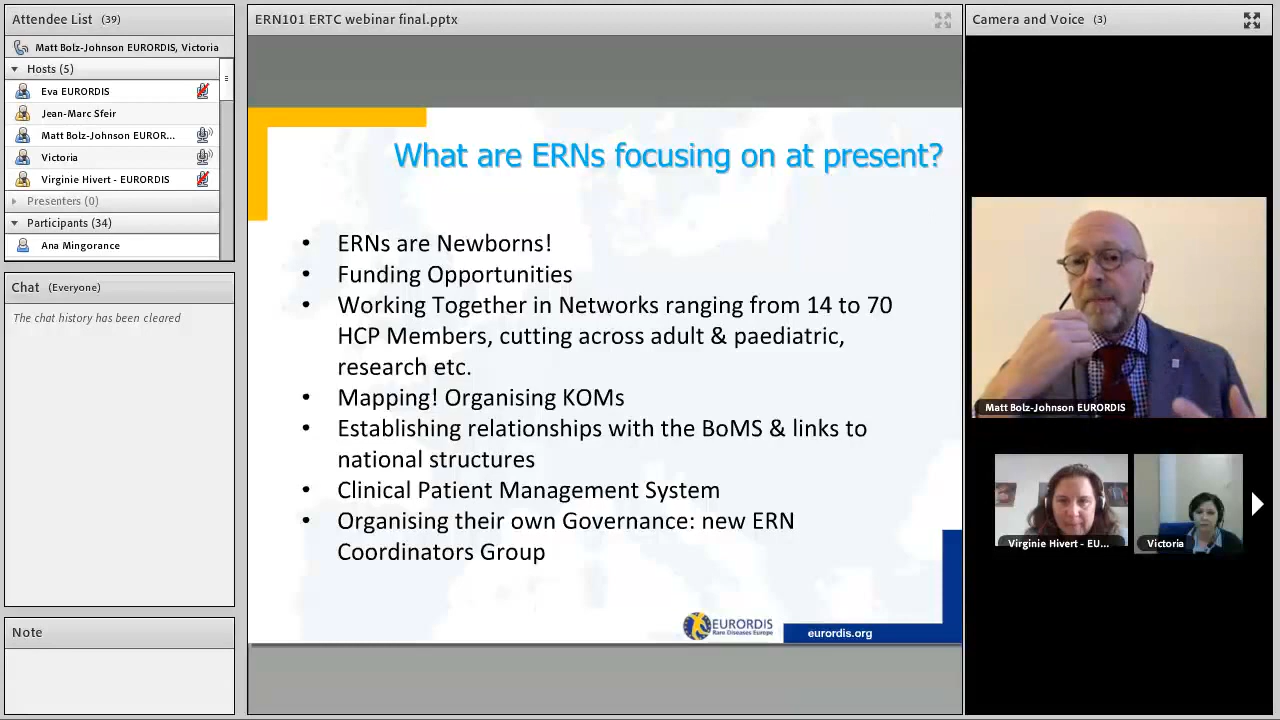 Attendee List (39)
Matt Bolz-Johnson EURORDIS, Victoria
Hosts (5)
Eva EURORDIS
Jean-Marc Sfeir
Matt Bolz-Johnson EUROR...
Victoria
Virginie Hivert - EURORDIS
Presenters (0)
Participants (34)
Ana Mingorance
Chat (Everyone)
The chat history has been cleared
Note
ERN101 ERTC webinar final.pptx
What are ERNs focusing on at present?
• ERNs are Newborns!
• Funding Opportunities
• Working Together in Networks ranging from 14 to 70
HCP Members, cutting across adult & paediatric,
research etc.
• Mapping! Organising KOMs
• Establishing relationships with the BoMS & links to
national structures
• Clinical Patient Management System
• Organising their own Governance: new ERN
Coordinators Group
EURORDIS
Rare Diseases Europe
eurordis.org
Camera and Voice (3)
Matt Bolz-Johnson EURORDIS
Virginie Hivert - EU...
Victoria